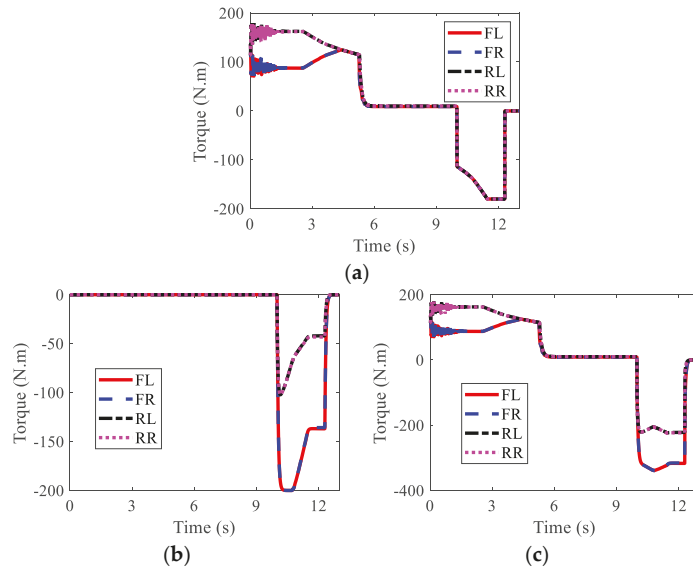 200
100
0
-100
-200
Torque (N.m)
FL
FR
RL
RR
0 3 6 9 12
Time (s)
(a)
0
-50
-100
-150
-200
Torque (N.m)
FL
FR
RL
RR
0 3 6 9 12
Time (s)
(b)
200
0
-200
-400
Torque (N.m)
FL
FR
RL
RR
0 3 6 9 12
Time (s)
(c)